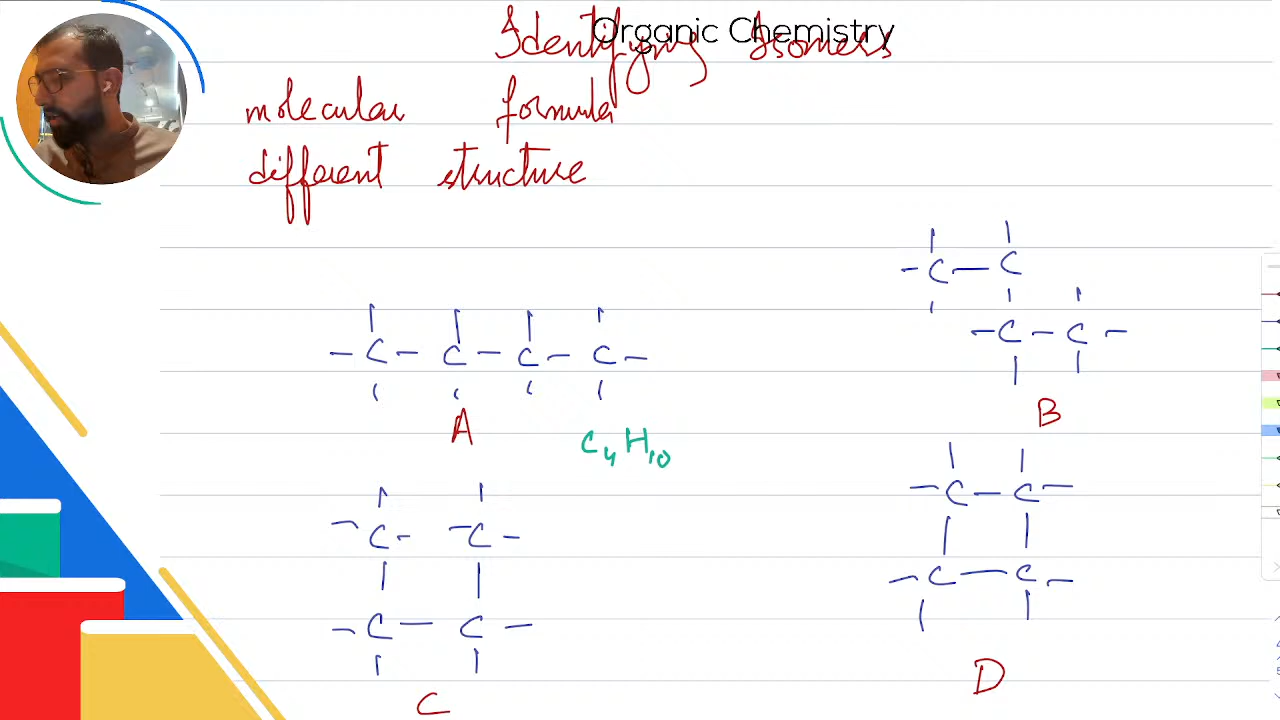 Organic Chemistry
Identifying Isomers
molecular formula
different structure
C - C
C - C
B
C - C - C - C
A
C4H10
C - C
C - C
D
C C
C - C
C